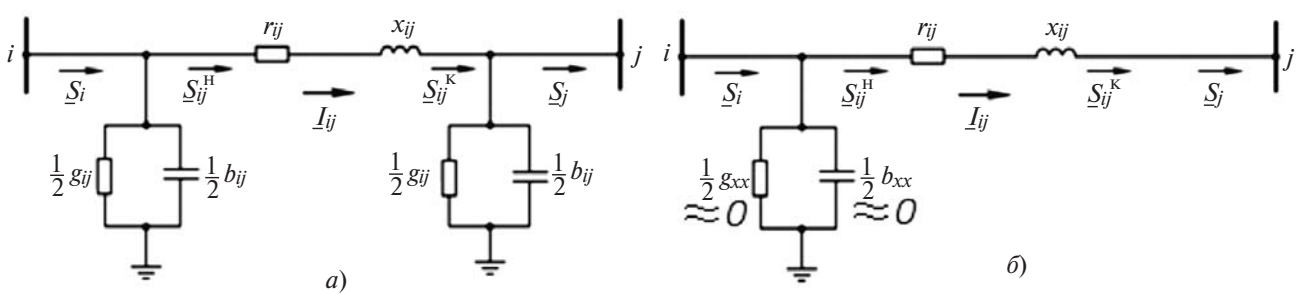 i
r_ij
x_ij
j
S_i
S_ij^Н
I_ij
S_ij^К
S_j
1/2 g_ij
1/2 b_ij
1/2 g_ij
1/2 b_ij
а)
i
r_ij
x_ij
j
S_i
S_ij^Н
I_ij
S_ij^К
S_j
1/2 g_xx
≈0
1/2 b_xx
≈0
б)